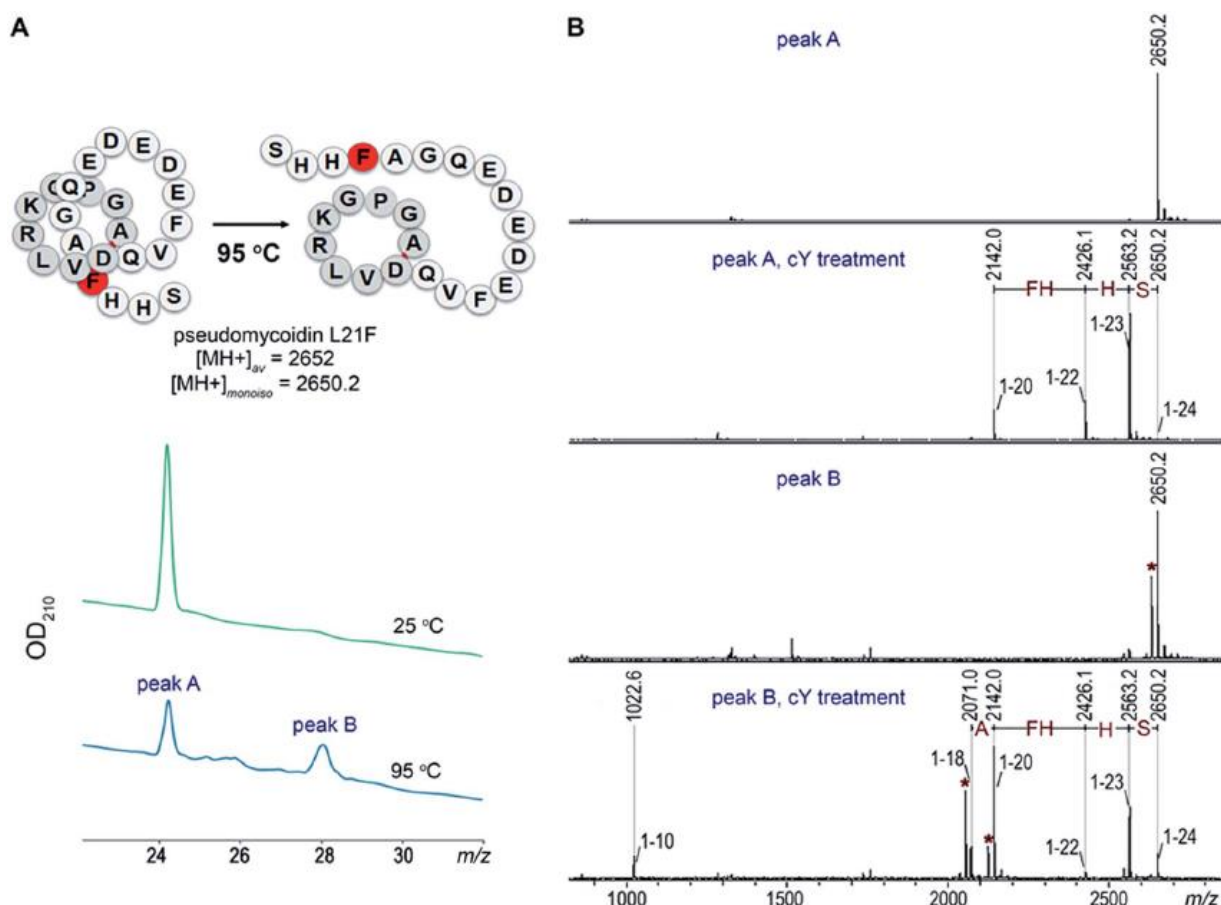 A
D E
E D
K G Q P G E
R G A F
L A D Q V
V F
H H S
95 °C
S H H F A G Q E D E D E F V Q
K G P G A D V L R
pseudomycoidin L21F
[MH+]av = 2652
[MH+]monoiso = 2650.2
OD210
25 °C
peak A
peak B
95 °C
24 26 28 30 m/z
B
peak A
2650.2
peak A, cY treatment
2142.0 2426.1 2563.2 2650.2
FH H S
1-23
1-20 1-22 1-24
peak B
2650.2
*
peak B, cY treatment
1022.6 2071.0 2142.0 2426.1 2563.2 2650.2
A FH H S
1-18 1-20 1-23
* *
1-10 1-22 1-24
1000 1500 2000 2500 m/z